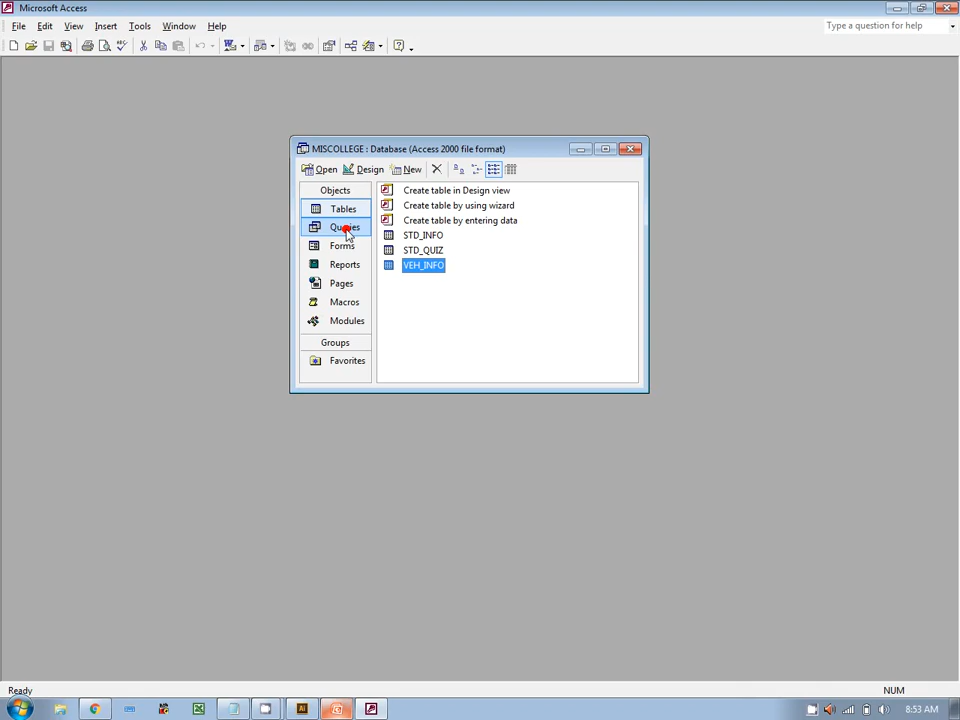 Microsoft Access
File Edit View Insert Tools Window Help
Type a question for help
MISCOLLEGE : Database (Access 2000 file format)
Open Design New
Objects
Tables
Queries
Forms
Reports
Pages
Macros
Modules
Groups
Favorites
Create table in Design view
Create table by using wizard
Create table by entering data
STD_INFO
STD_QUIZ
VEH_INFO
Ready
NUM
Ai
8:53 AM